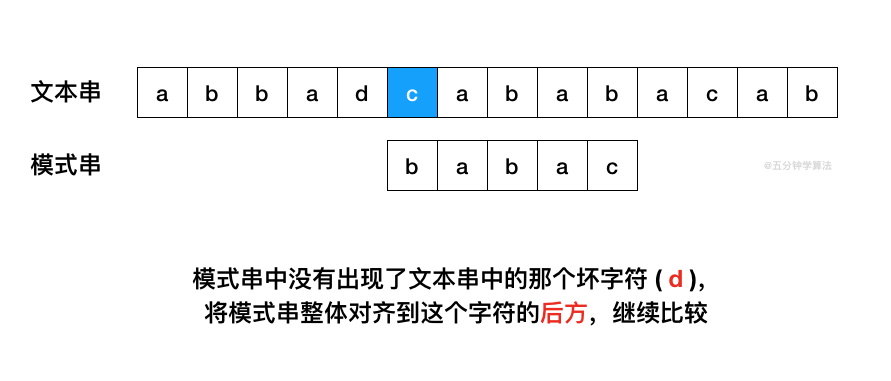 文本串 a b b a d c a b a b a c a b
模式串 b a b a c
@五分钟学算法
模式串中没有出现了文本串中的那个坏字符 ( d ),
将模式串整体对齐到这个字符的后方，继续比较